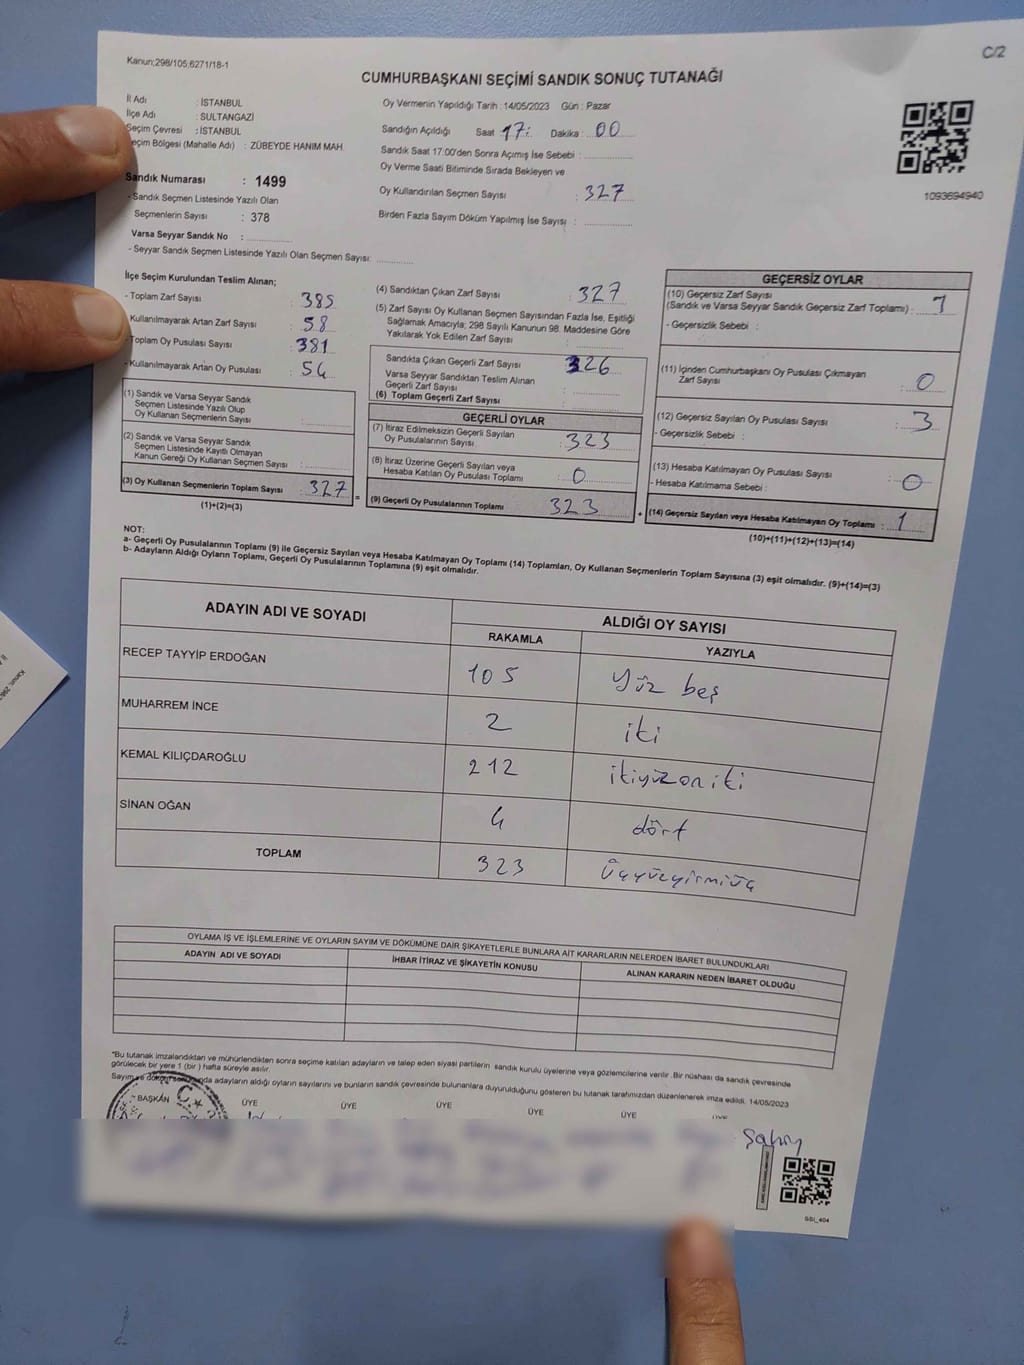 C/2
Kanun;298/105,6271/18-1
CUMHURBAŞKANI SEÇİMİ SANDIK SONUÇ TUTANAĞI
İl Adı : İSTANBUL
İlçe Adı : SULTANGAZİ
Seçim Çevresi : İSTANBUL
eçim Bölgesi (Mahalle Adı) : ZÜBEYDE HANIM MAH.
Sandık Numarası : 1499
- Sandık Seçmen Listesinde Yazılı Olan
Seçmenlerin Sayısı : 378
Varsa Seyyar Sandık No :
- Seyyar Sandık Seçmen Listesinde Yazılı Olan Seçmen Sayısı:
Oy Vermenin Yapıldığı Tarih : 14/05/2023 Gün : Pazar
Sandığın Açıldığı Saat 17: Dakika : 00
Sandık Saat 17:00'den Sonra Açımış İse Sebebi :
Oy Verme Saati Bitiminde Sırada Bekleyen ve
Oy Kullandırılan Seçmen Sayısı : 327
Birden Fazla Sayım Döküm Yapılmış İse Sayısı :
1093694940
İlçe Seçim Kurulundan Teslim Alınan;
- Toplam Zarf Sayısı : 385
- Kullanılmayarak Artan Zarf Sayısı : 58
- Toplam Oy Pusulası Sayısı : 381
- Kullanılmayarak Artan Oy Pusulası : 54
(1) Sandık ve Varsa Seyyar Sandık
Seçmen Listesinde Yazılı Olup
Oy Kullanan Seçmenlerin Sayısı :
(2) Sandık ve Varsa Seyyar Sandık
Seçmen Listesinde Kayıtlı Olmayan
Kanun Gereği Oy Kullanan Seçmen Sayısı :
(3) Oy Kullanan Seçmenlerin Toplam Sayısı : 327
(1)+(2)=(3)
(4) Sandıktan Çıkan Zarf Sayısı : 327
(5) Zarf Sayısı Oy Kullanan Seçmen Sayısından Fazla İse, Eşitliği
Sağlamak Amacıyla; 298 Sayılı Kanunun 98. Maddesine Göre
Yakılarak Yok Edilen Zarf Sayısı :
Sandıkta Çıkan Geçerli Zarf Sayısı : 326
Varsa Seyyar Sandıktan Teslim Alınan
Geçerli Zarf Sayısı :
(6) Toplam Geçerli Zarf Sayısı :
GEÇERLİ OYLAR
(7) İtiraz Edilmeksizin Geçerli Sayılan
Oy Pusulalarının Sayısı : 323
(8) İtiraz Üzerine Geçerli Sayılan veya
Hesaba Katılan Oy Pusulası Toplamı : 0
= (9) Geçerli Oy Pusulalarının Toplamı : 323
GEÇERSİZ OYLAR
(10) Geçersiz Zarf Sayısı
(Sandık ve Varsa Seyyar Sandık Geçersiz Zarf Toplamı) : 1
- Geçersizlik Sebebi :
(11) İçinden Cumhurbaşkanı Oy Pusulası Çıkmayan
Zarf Sayısı : 0
(12) Geçersiz Sayılan Oy Pusulası Sayısı : 3
- Geçersizlik Sebebi :
(13) Hesaba Katılmayan Oy Pusulası Sayısı : 0
- Hesaba Katılmama Sebebi :
+ (14) Geçersiz Sayılan veya Hesaba Katılmayan Oy Toplamı : 1
(10)+(11)+(12)+(13)=(14)
NOT:
a- Geçerli Oy Pusulalarının Toplamı (9) ile Geçersiz Sayılan veya Hesaba Katılmayan Oy Toplamı (14) Toplamları, Oy Kullanan Seçmenlerin Toplam Sayısına (3) eşit olmalıdır. (9)+(14)=(3)
b- Adayların Aldığı Oyların Toplamı, Geçerli Oy Pusulalarının Toplamına (9) eşit olmalıdır.
ADAYIN ADI VE SOYADI ALDIĞI OY SAYISI
RAKAMLA YAZIYLA
RECEP TAYYİP ERDOĞAN 105 Yüz beş
MUHARREM İNCE 2 iki
KEMAL KILIÇDAROĞLU 212 ikiyüzoniki
SİNAN OĞAN 4 dört
TOPLAM 323 Üçyüzyirmiüç
OYLAMA İŞ VE İŞLEMLERİNE VE OYLARIN SAYIM VE DÖKÜMÜNE DAİR ŞİKAYETLERLE BUNLARA AİT KARARLARIN NELERDEN İBARET BULUNDUKLARI
ADAYIN ADI VE SOYADI İHBAR İTİRAZ VE ŞİKAYETİN KONUSU ALINAN KARARIN NEDEN İBARET OLDUĞU
"Bu tutanak imzalandıktan ve mühürlendikten sonra seçime katılan adayların ve talep eden siyasi partilerin sandık kurulu üyelerine veya gözlemcilerine verilir. Bir nüshası da sandık çevresinde
görülecek bir yere 1 (bir) hafta süreyle asılır.
Sayım ve döküm sonunda adayların aldığı oyların sayılarını ve bunların sandık çevresinde bulunanlara duyurulduğunu gösteren bu tutanak tarafımızdan düzenlenerek imza edildi. 14/05/2023
BAŞKAN ÜYE ÜYE ÜYE ÜYE ÜYE ÜYE
SSI_404